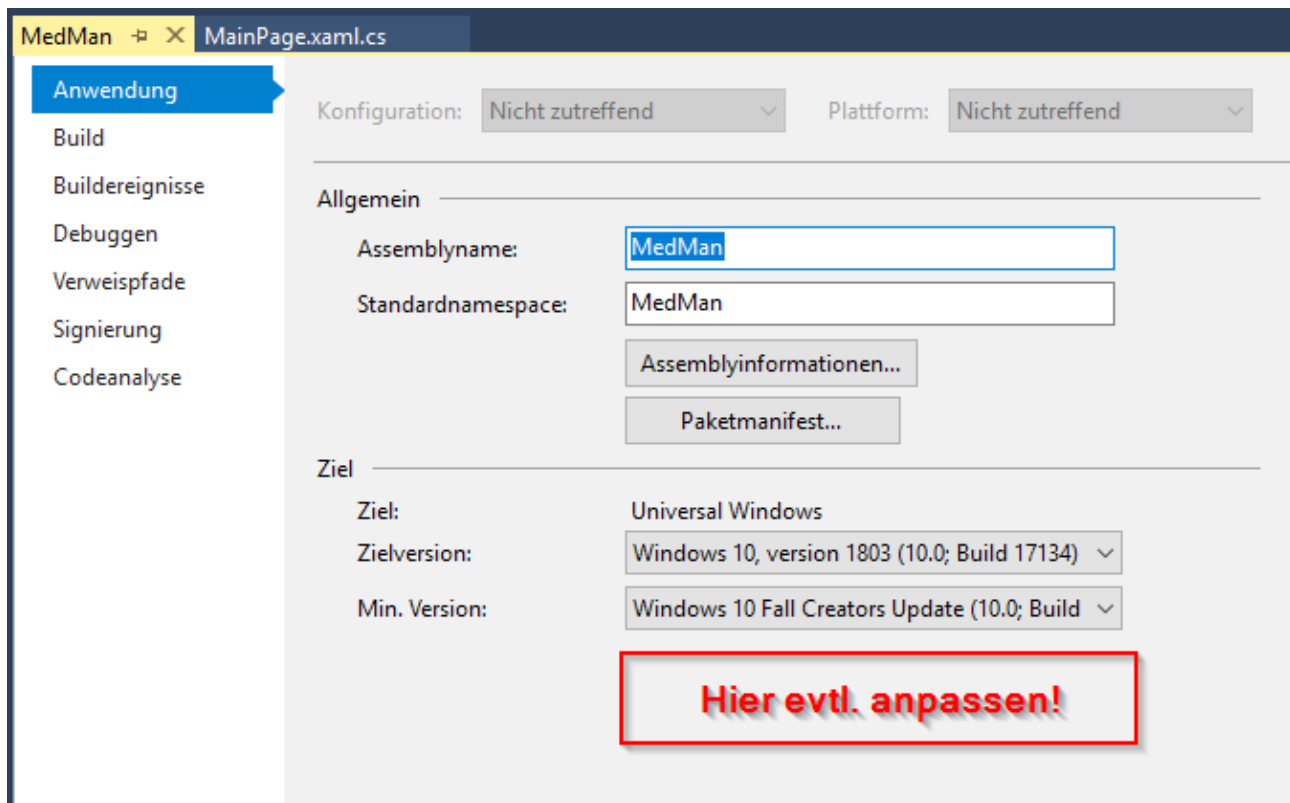 MedMan MainPage.xaml.cs
Anwendung
Build
Buildereignisse
Debuggen
Verweispfade
Signierung
Codeanalyse
Konfiguration: Nicht zutreffend Plattform: Nicht zutreffend
Allgemein
Assemblyname: MedMan
Standardnamespace: MedMan
Assemblyinformationen...
Paketmanifest...
Ziel
Ziel: Universal Windows
Zielversion: Windows 10, version 1803 (10.0; Build 17134)
Min. Version: Windows 10 Fall Creators Update (10.0; Build
Hier evtl. anpassen!